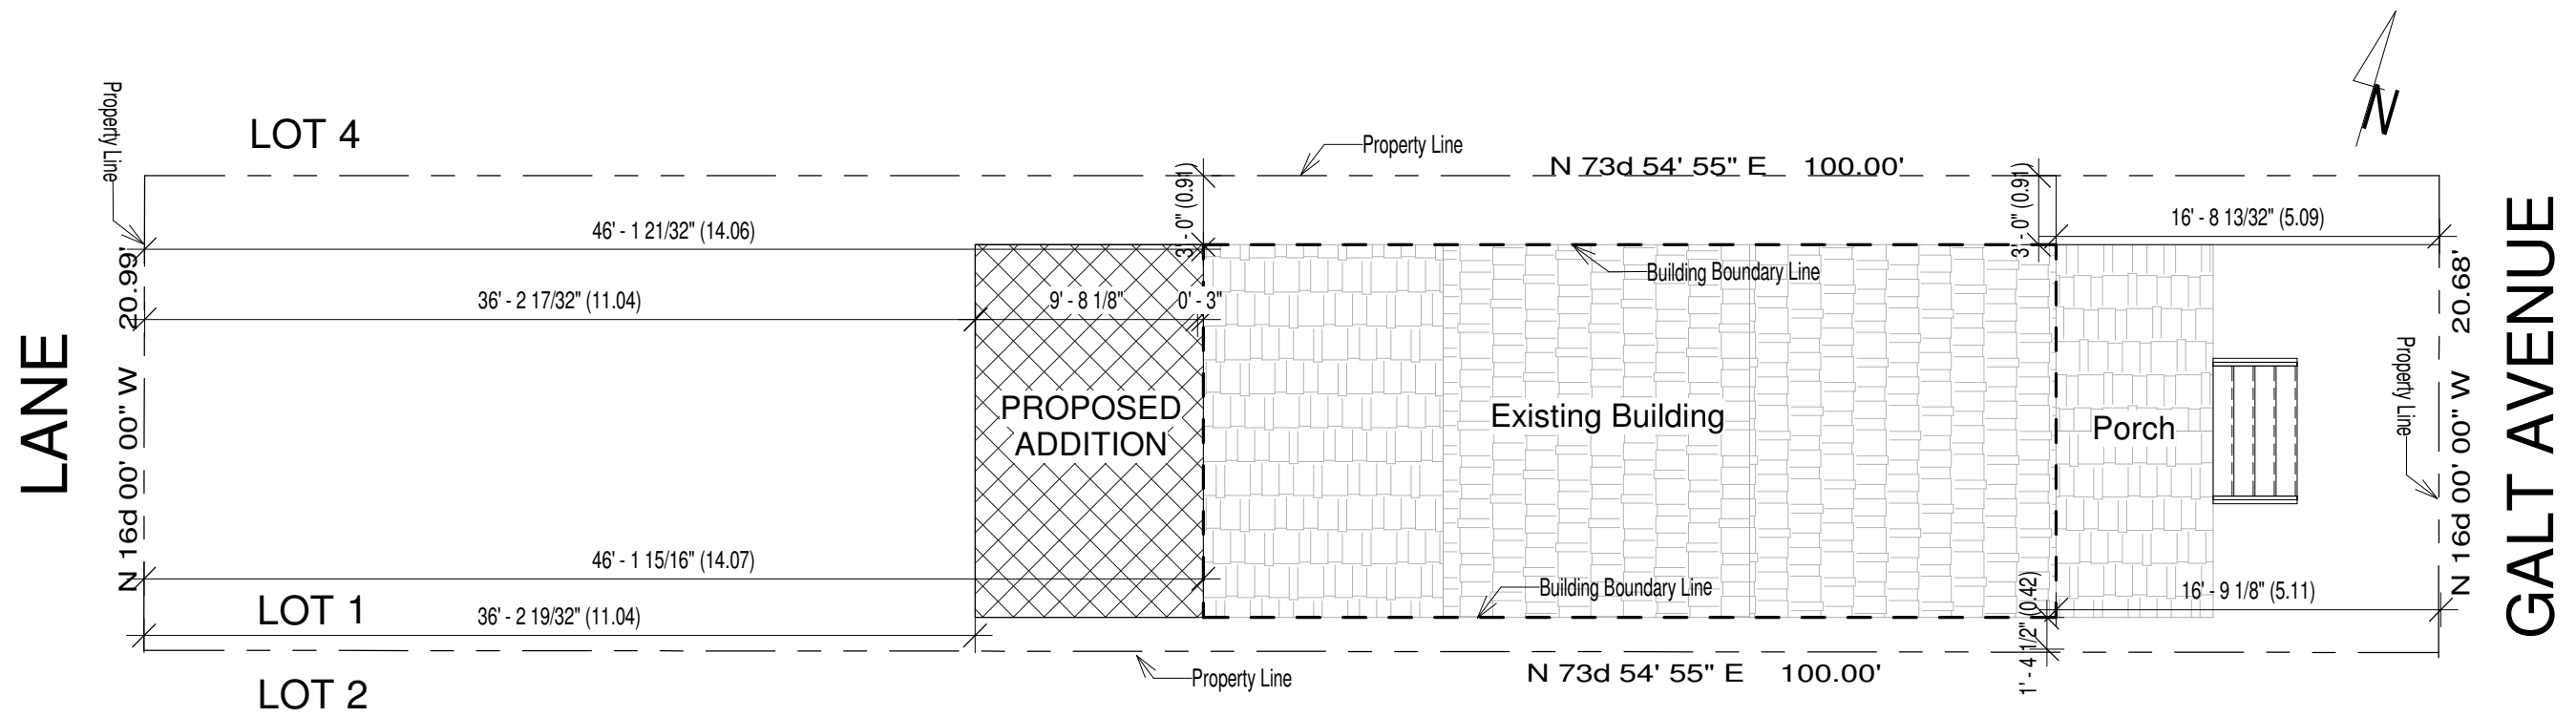 LOT 4
Property Line
Property Line
N 73d 54' 55" E 100.00'
N
3' - 0" (0.91)
3' - 0" (0.91)
46' - 1 21/32" (14.06)
16' - 8 13/32" (5.09)
Building Boundary Line
36' - 2 17/32" (11.04)
9' - 8 1/8"
0' - 3"
LANE
N 16d 00' 00" W 20.99'
PROPOSED
ADDITION
Existing Building
Porch
Property Line
N 16d 00' 00" W 20.68'
GALT AVENUE
46' - 1 15/16" (14.07)
Building Boundary Line
16' - 9 1/8" (5.11)
LOT 1
36' - 2 19/32" (11.04)
1' - 4 1/2" (0.42)
Property Line
N 73d 54' 55" E 100.00'
LOT 2